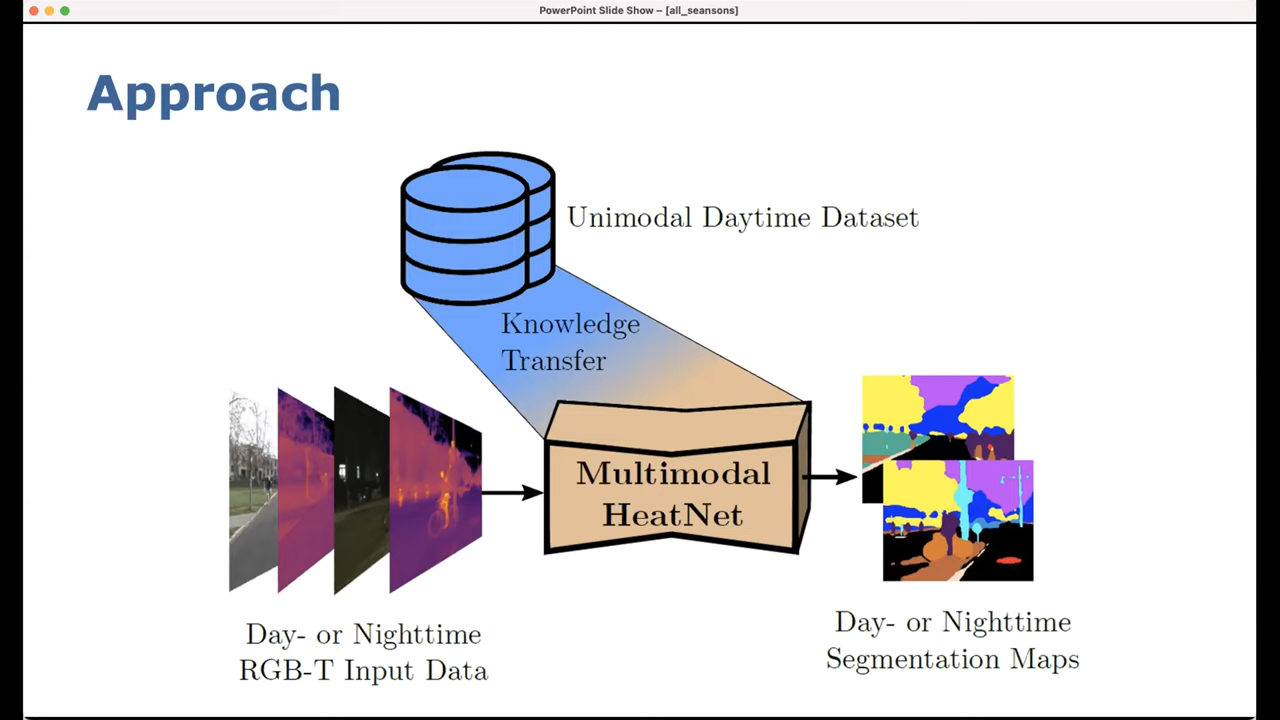 PowerPoint Slide Show – [all_seansons]
Approach
Unimodal Daytime Dataset
Knowledge
Transfer
Multimodal
HeatNet
Day- or Nighttime
RGB-T Input Data
Day- or Nighttime
Segmentation Maps